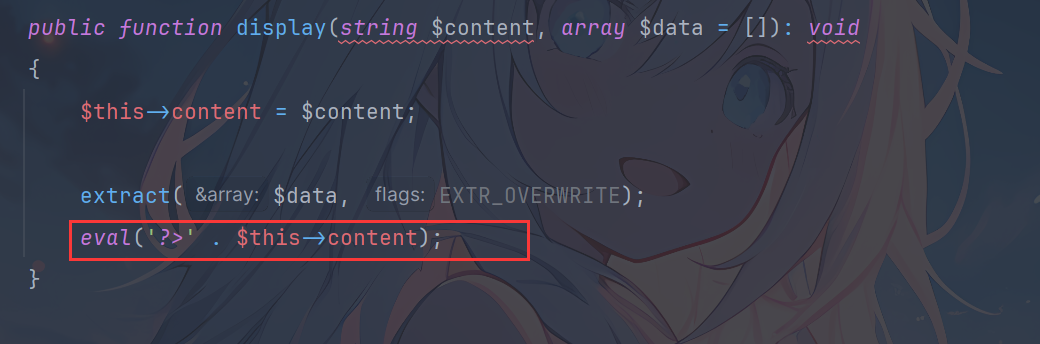 public function display(string $content, array $data = []): void
{
$this->content = $content;
extract( &array: $data, flags: EXTR_OVERWRITE);
eval('?>' . $this->content);
}